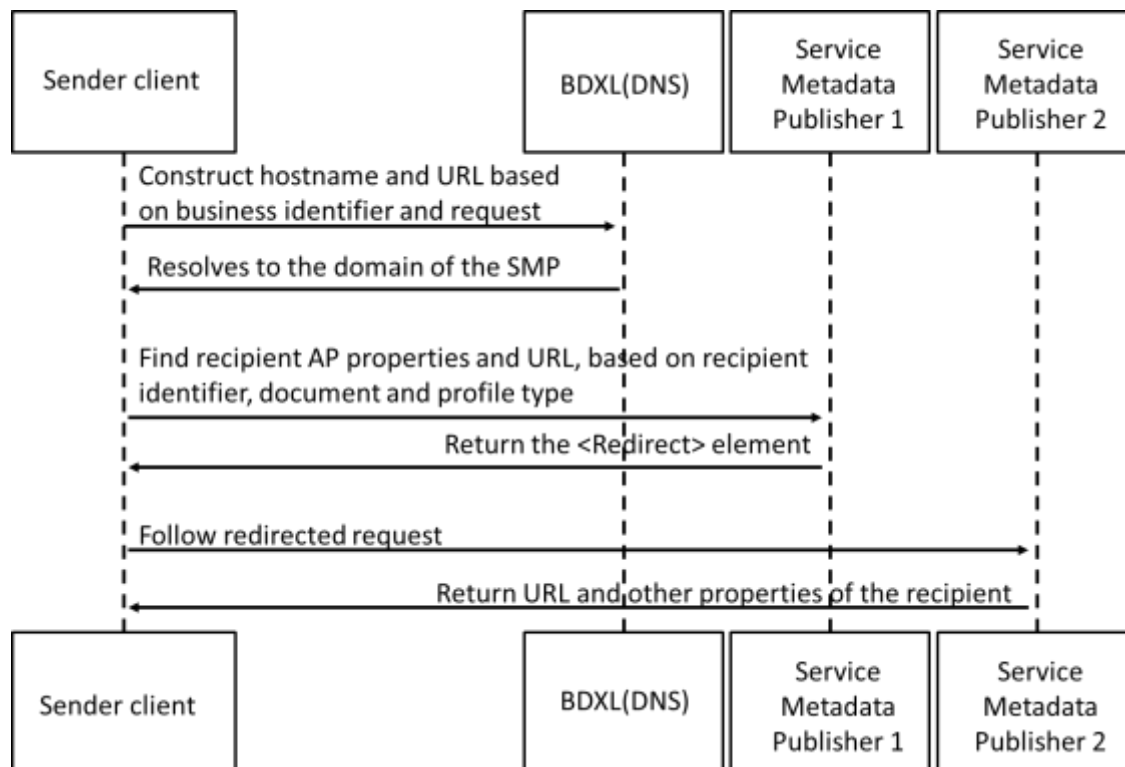 Sender client
BDXL(DNS)
Service
Metadata
Publisher 1
Service
Metadata
Publisher 2
Construct hostname and URL based
on business identifier and request
Resolves to the domain of the SMP
Find recipient AP properties and URL, based on recipient
identifier, document and profile type
Return the <Redirect> element
Follow redirected request
Return URL and other properties of the recipient
Sender client
BDXL(DNS)
Service
Metadata
Publisher 1
Service
Metadata
Publisher 2